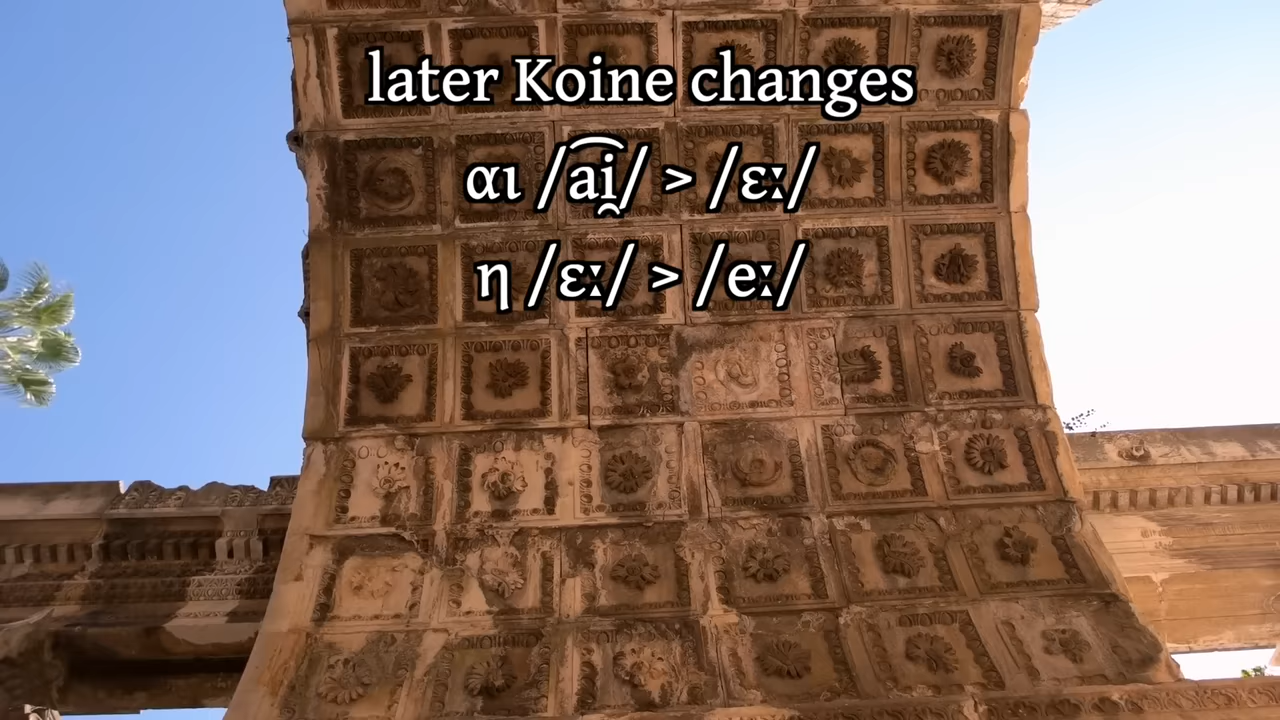 later Koine changes
αι /a͡i̯/ > /ɛː/
η /ɛː/ > /eː/